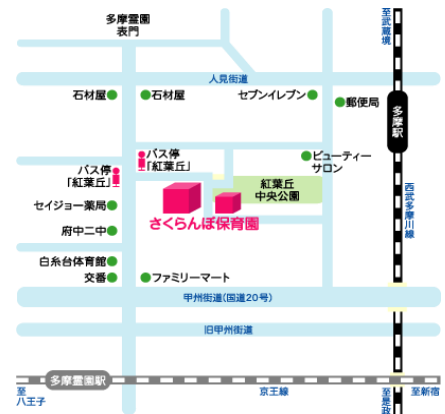 多摩霊園
表門
至武蔵境
人見街道
石材屋
石材屋
セブンイレブン
郵便局
多摩駅
バス停
「紅葉丘」
バス停
「紅葉丘」
ビューティー
サロン
紅葉丘
中央公園
セイジョー薬局
さくらんぼ保育園
西武多摩川線
府中二中
白糸台体育館
交番
ファミリーマート
甲州街道(国道20号)
旧甲州街道
多摩霊園駅
至
八王子
京王線
至是政
至新宿